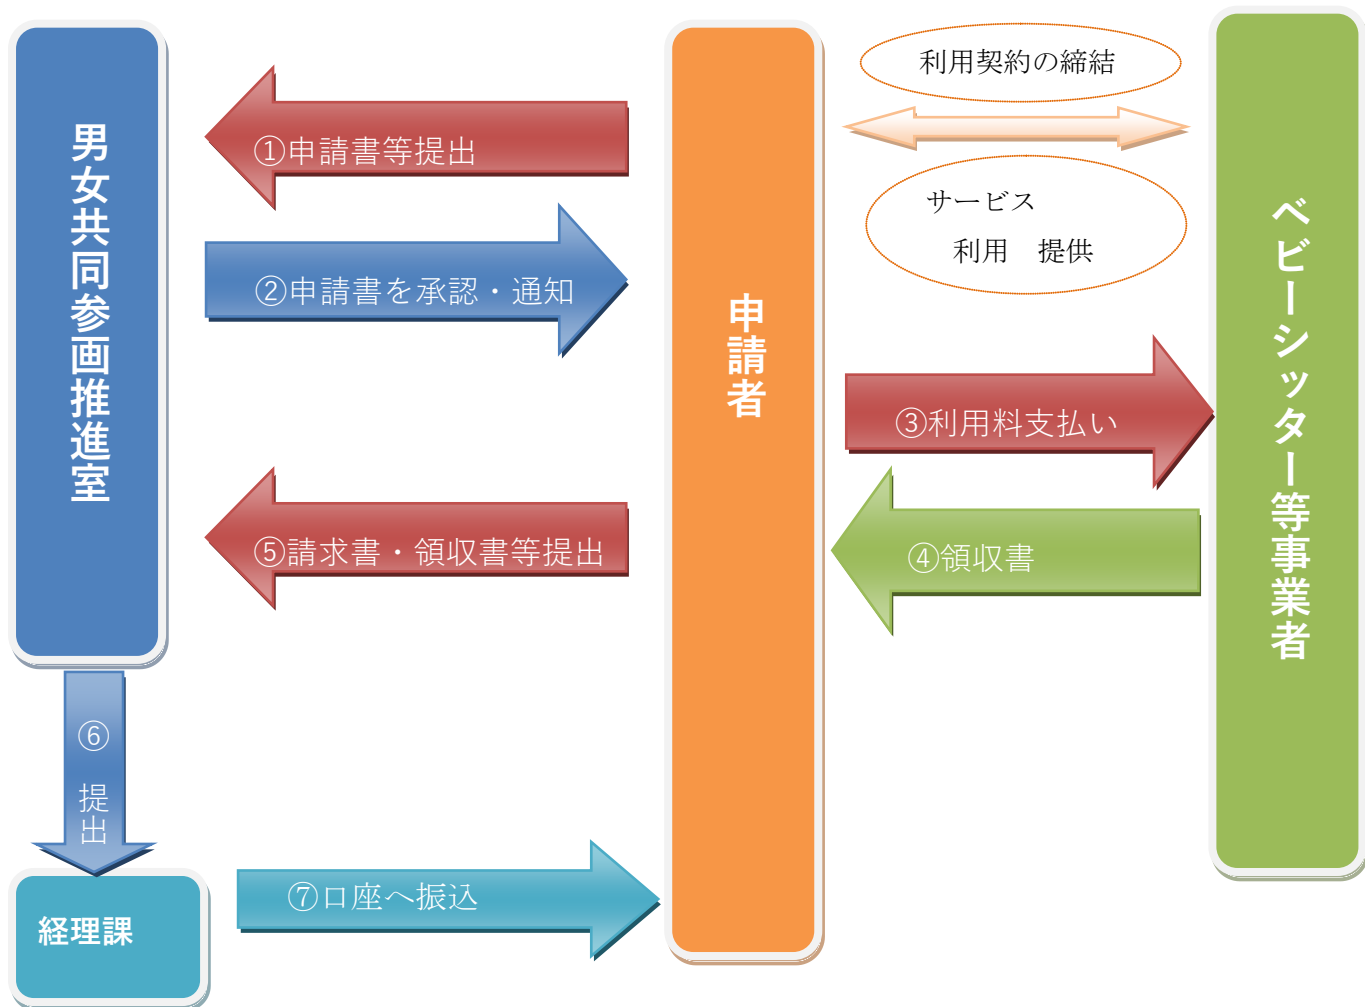 男女共同参画推進室
①申請書等提出
②申請書を承認・通知
⑤請求書・領収書等提出
⑥
提出
経理課
⑦口座へ振込
申請者
利用契約の締結
サービス
利用　提供
③利用料支払い
④領収書
ベビーシッター等事業者